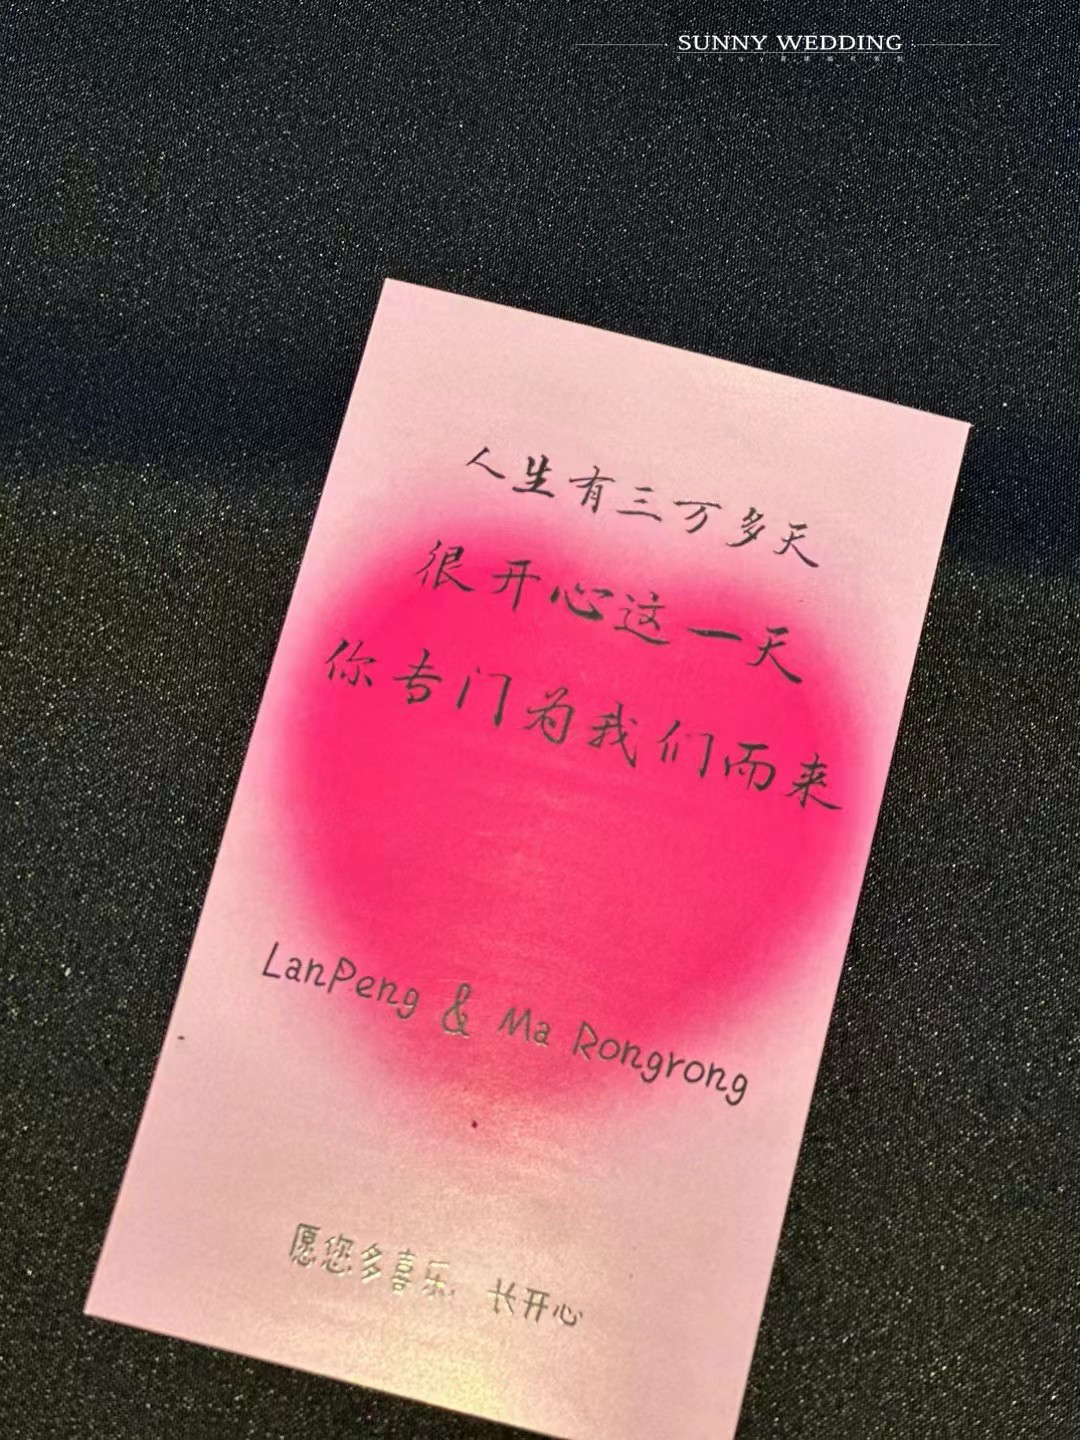 SUNNY WEDDING
人生有三万多天
很开心这一天
你专门为我们而来
LanPeng & Ma Rongrong
愿您多喜乐 长开心